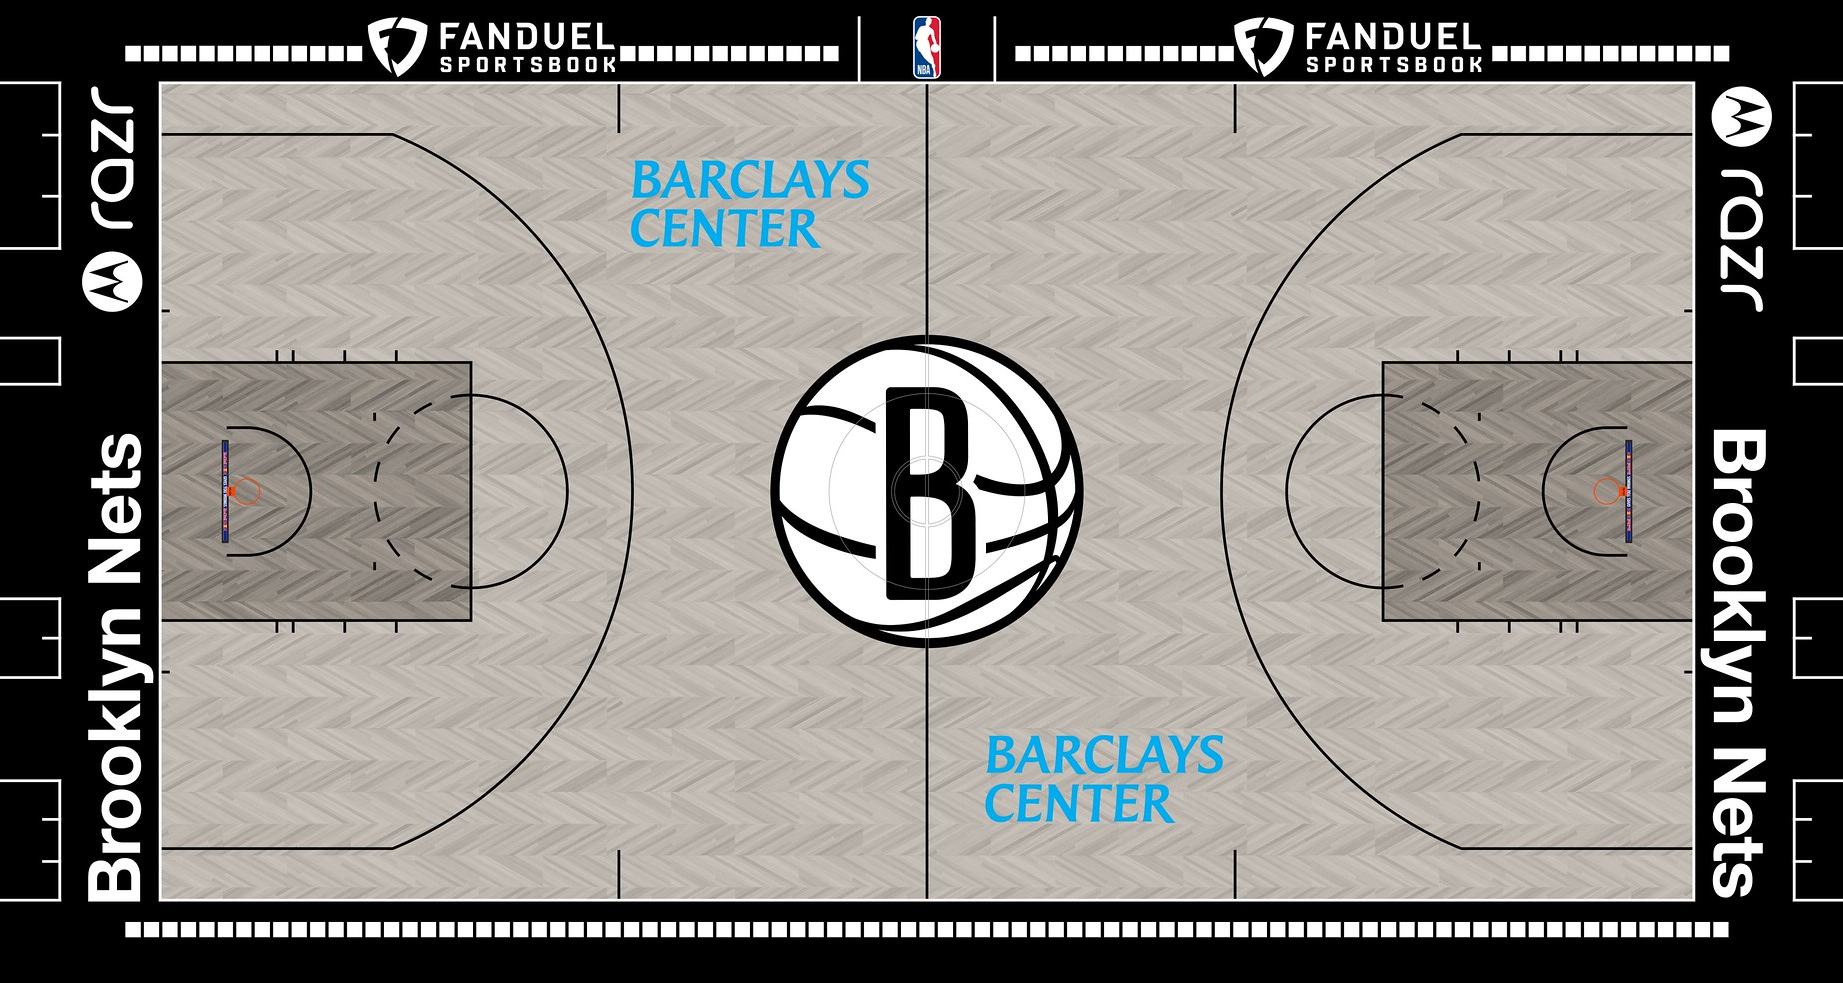 FANDUEL
SPORTSBOOK
NBA
FANDUEL
SPORTSBOOK
razr
Brooklyn Nets
BARCLAYS
CENTER
B
BARCLAYS
CENTER
razr
Brooklyn Nets